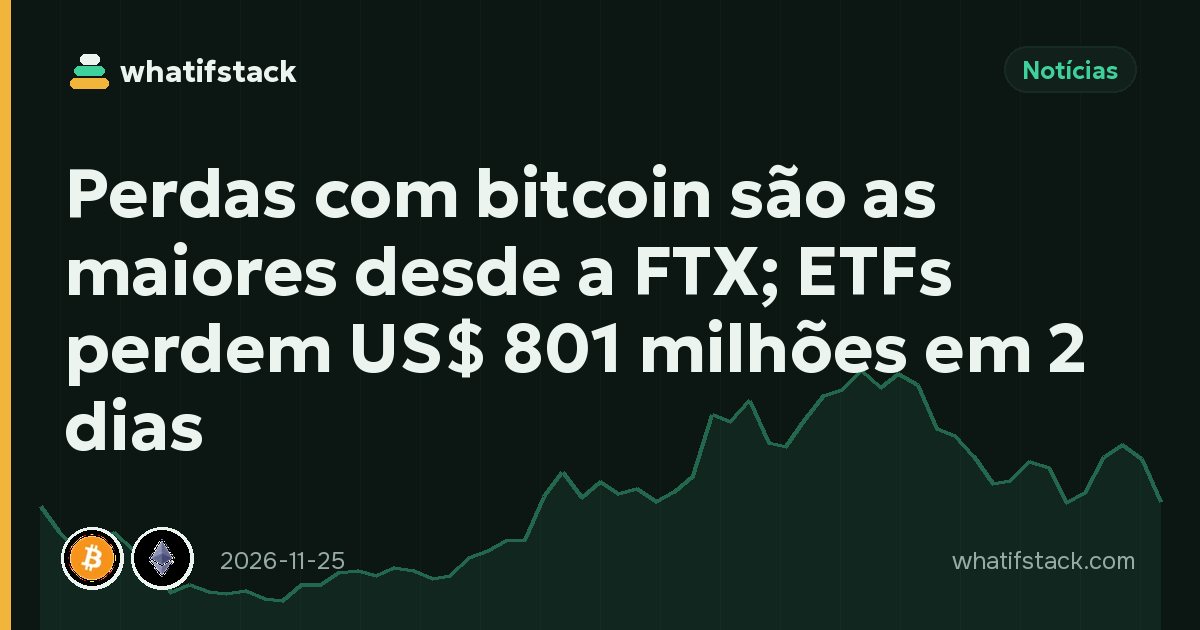 whatifstack
Notícias
Perdas com bitcoin são as
maiores desde a FTX; ETFs
perdem US$ 801 milhões em 2
dias
2026-11-25
whatifstack.com